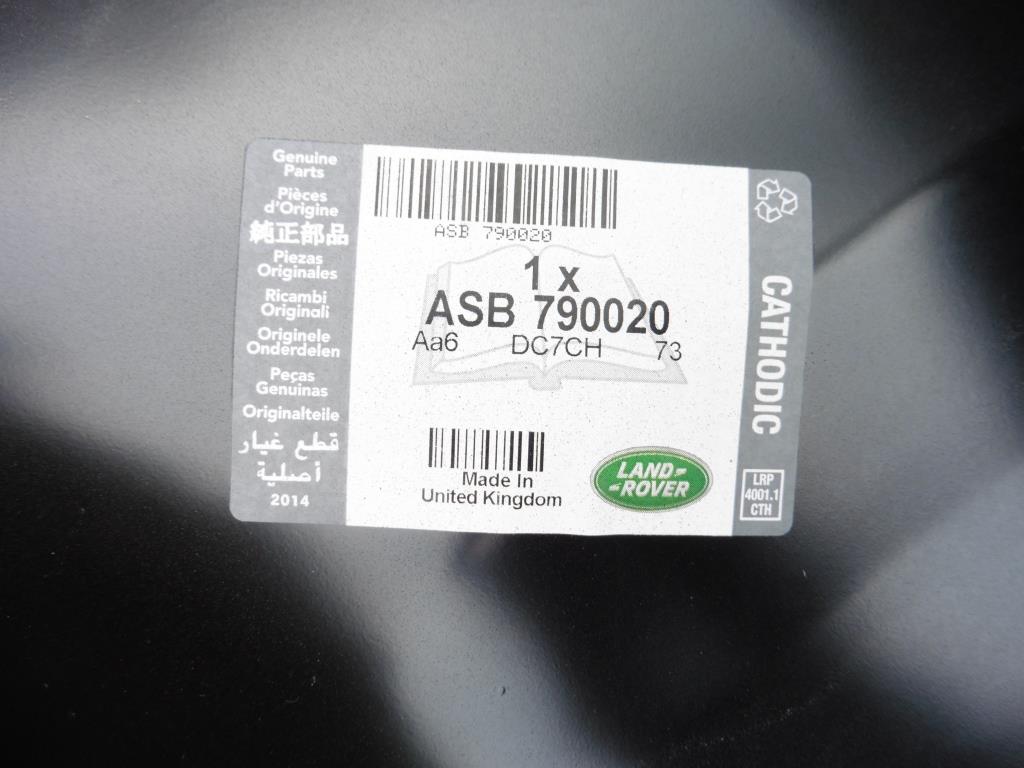 Genuine
Parts
Pièces
d'Origine
純正部品
Piezas
Originales
Ricambi
Originali
Originele
Onderdelen
Peças
Genuínas
Originalteile
قطع غيار
أصلية
2014
ASB 790020
1 x
ASB 790020
Aa6 DC7CH 73
Made In
United Kingdom
LAND-
-ROVER
CATHODIC
LRP
4001.1
CTH